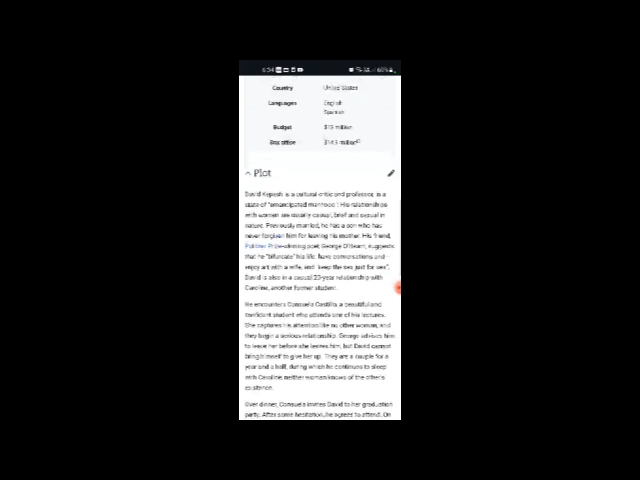 Country United States
Languages English
Spanish
Budget $13 million
Box office
Plot
David Kepesh is a cultural critic and professor, in a
state of "emancipated manhood". His relationships
with women are usually casual, brief and sexual in
nature. Previously married, he has a son who has
never forgiven him for leaving his mother. His friend,
Pulitzer Prize-winning poet George O'Hearn, suggests
that he "bifurcate" his life: have conversations and
enjoy art with a wife, and "keep the sex just for sex".
David is also in a casual 20-year relationship with
Caroline, another former student.
He encounters Consuela Castillo, a beautiful and
confident student who attends one of his lectures.
She captures his attention like no other woman, and
they begin a serious relationship. George advises him
to leave her before she leaves him, but David cannot
bring himself to give her up. They are a couple for a
year and a half, during which he continues to sleep
with Caroline; neither woman knows of the other's
existence.
Over dinner, Consuela invites David to her graduation
party. After some hesitation, he agrees to attend. On